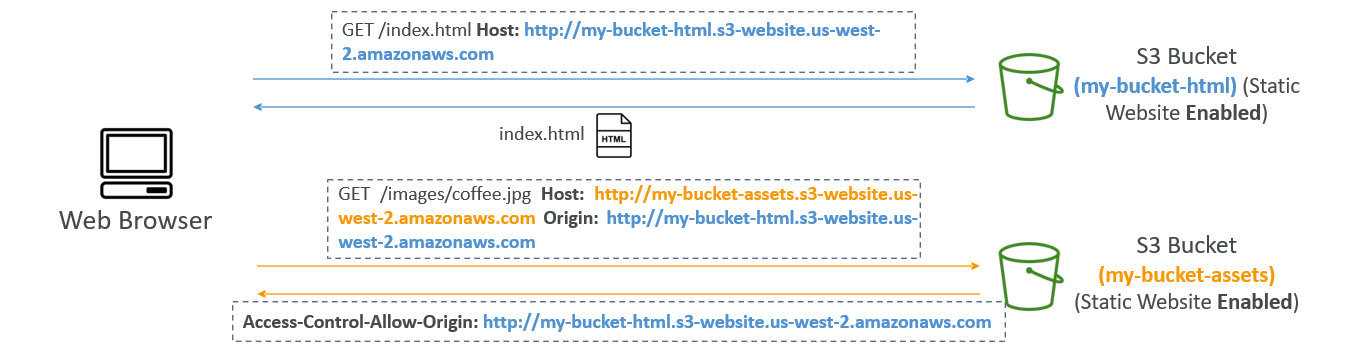 GET /index.html Host: http://my-bucket-html.s3-website.us-west-
2.amazonaws.com
S3 Bucket
(my-bucket-html) (Static
Website Enabled)
index.html
HTML
Web Browser
GET /images/coffee.jpg Host: http://my-bucket-assets.s3-website.us-
west-2.amazonaws.com Origin: http://my-bucket-html.s3-website.us-
west-2.amazonaws.com
S3 Bucket
(my-bucket-assets)
(Static Website Enabled)
Access-Control-Allow-Origin: http://my-bucket-html.s3-website.us-west-2.amazonaws.com